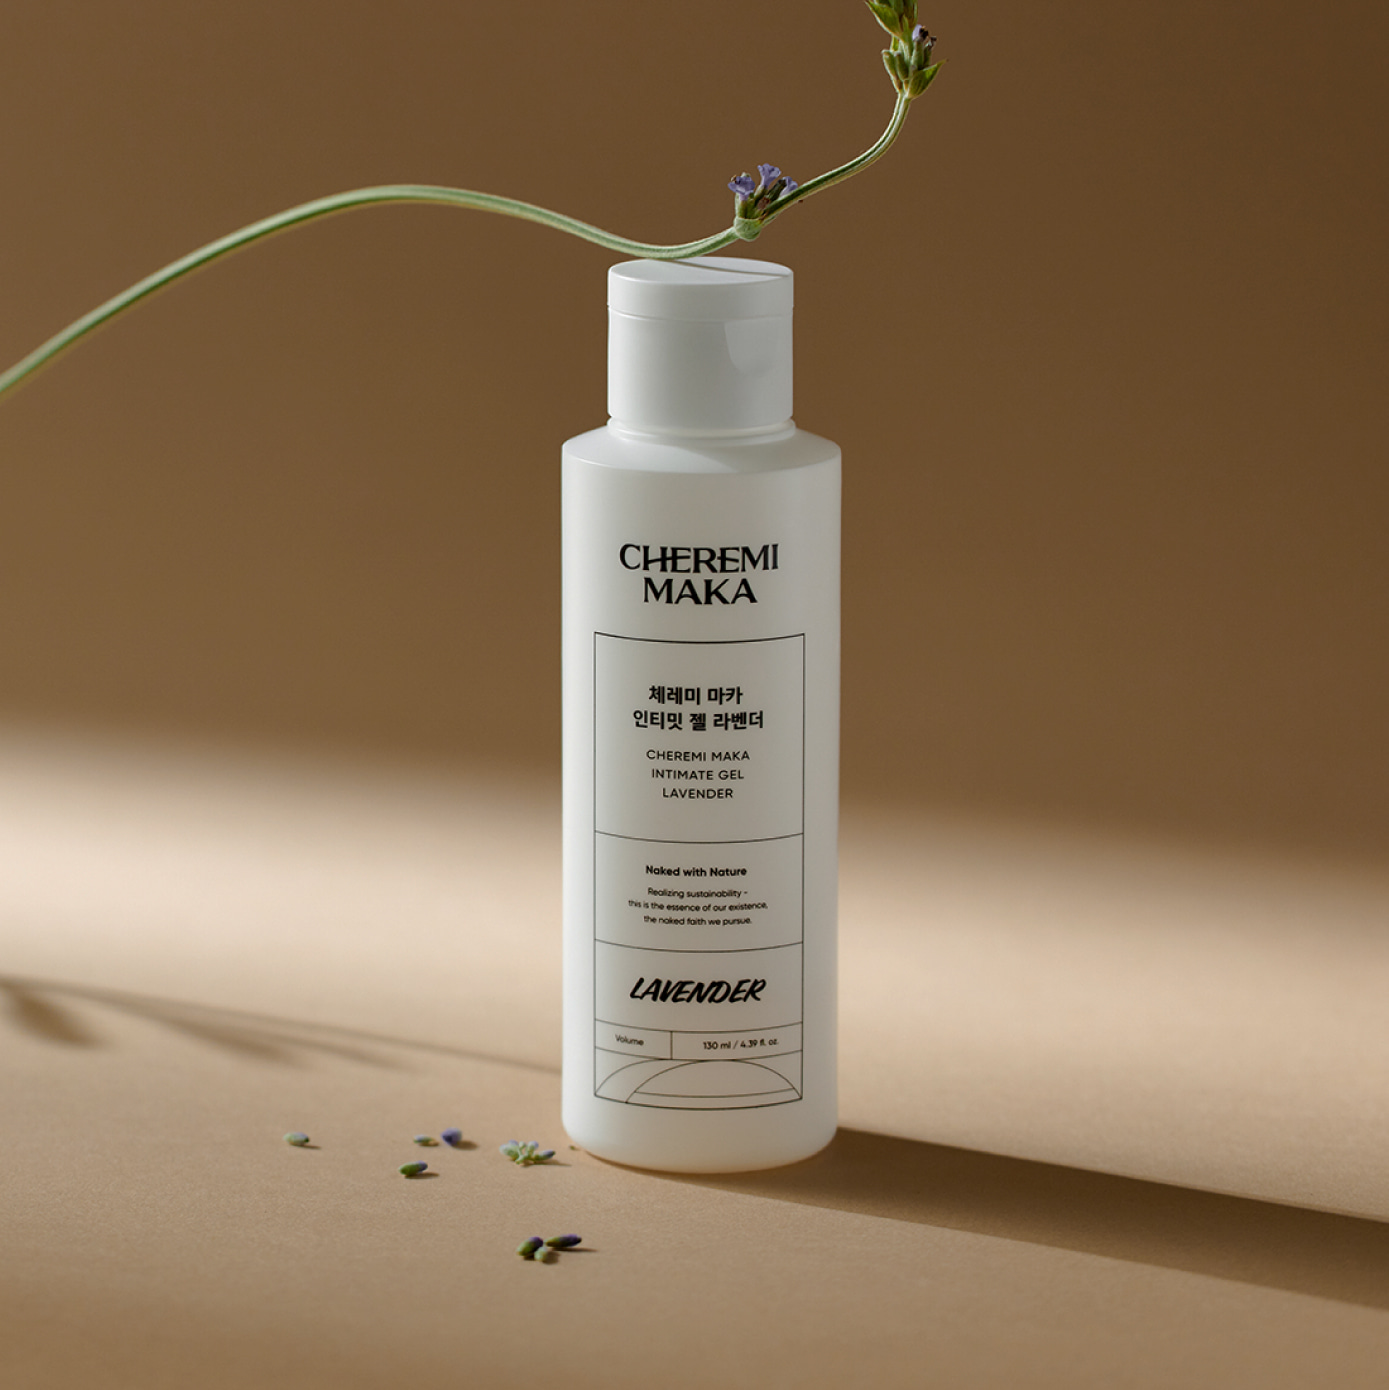 CHEREMI
MAKA
체레미 마카
인티밋 젤 라벤더
CHEREMI MAKA
INTIMATE GEL
LAVENDER
Naked with Nature
Realizing sustainability -
this is the essence of our existence,
the naked faith we pursue.
LAVENDER
Volume 130 ml / 4.39 fl. oz.